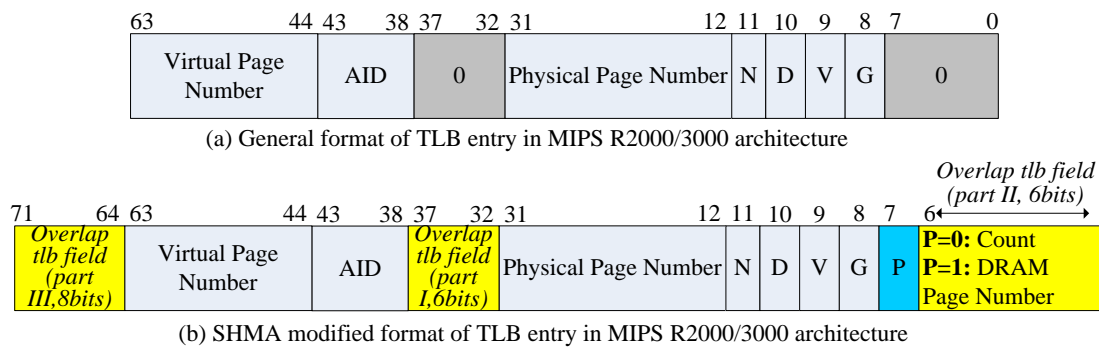 63 44 43 38 37 32 31 12 11 10 9 8 7 0
Virtual Page
Number
AID
0
Physical Page Number
N
D
V
G
0
(a) General format of TLB entry in MIPS R2000/3000 architecture
Overlap tlb field
(part II, 6bits)
71 64 63 44 43 38 37 32 31 12 11 10 9 8 7 6
Overlap
tlb field
(part
III,8bits)
Virtual Page
Number
AID
Overlap
tlb field
(part
I,6bits)
Physical Page Number
N
D
V
G
P
P=0: Count
P=1: DRAM
Page Number
(b) SHMA modified format of TLB entry in MIPS R2000/3000 architecture